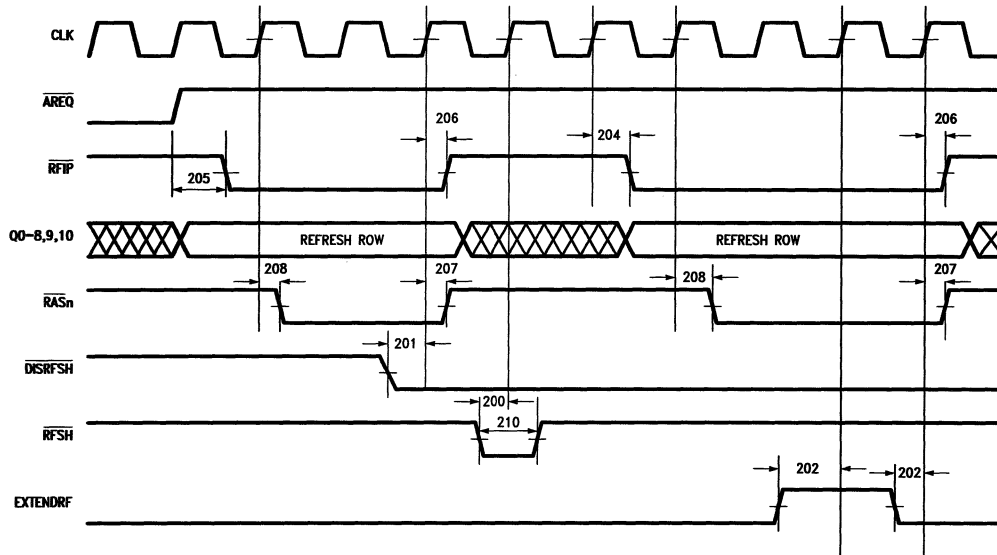 CLK
AREQ
206
204
206
RFIP
205
Q0-8,9,10
REFRESH ROW
REFRESH ROW
208
207
208
207
RASn
201
DISRFSH
200
210
RFSH
202
202
EXTENDRF